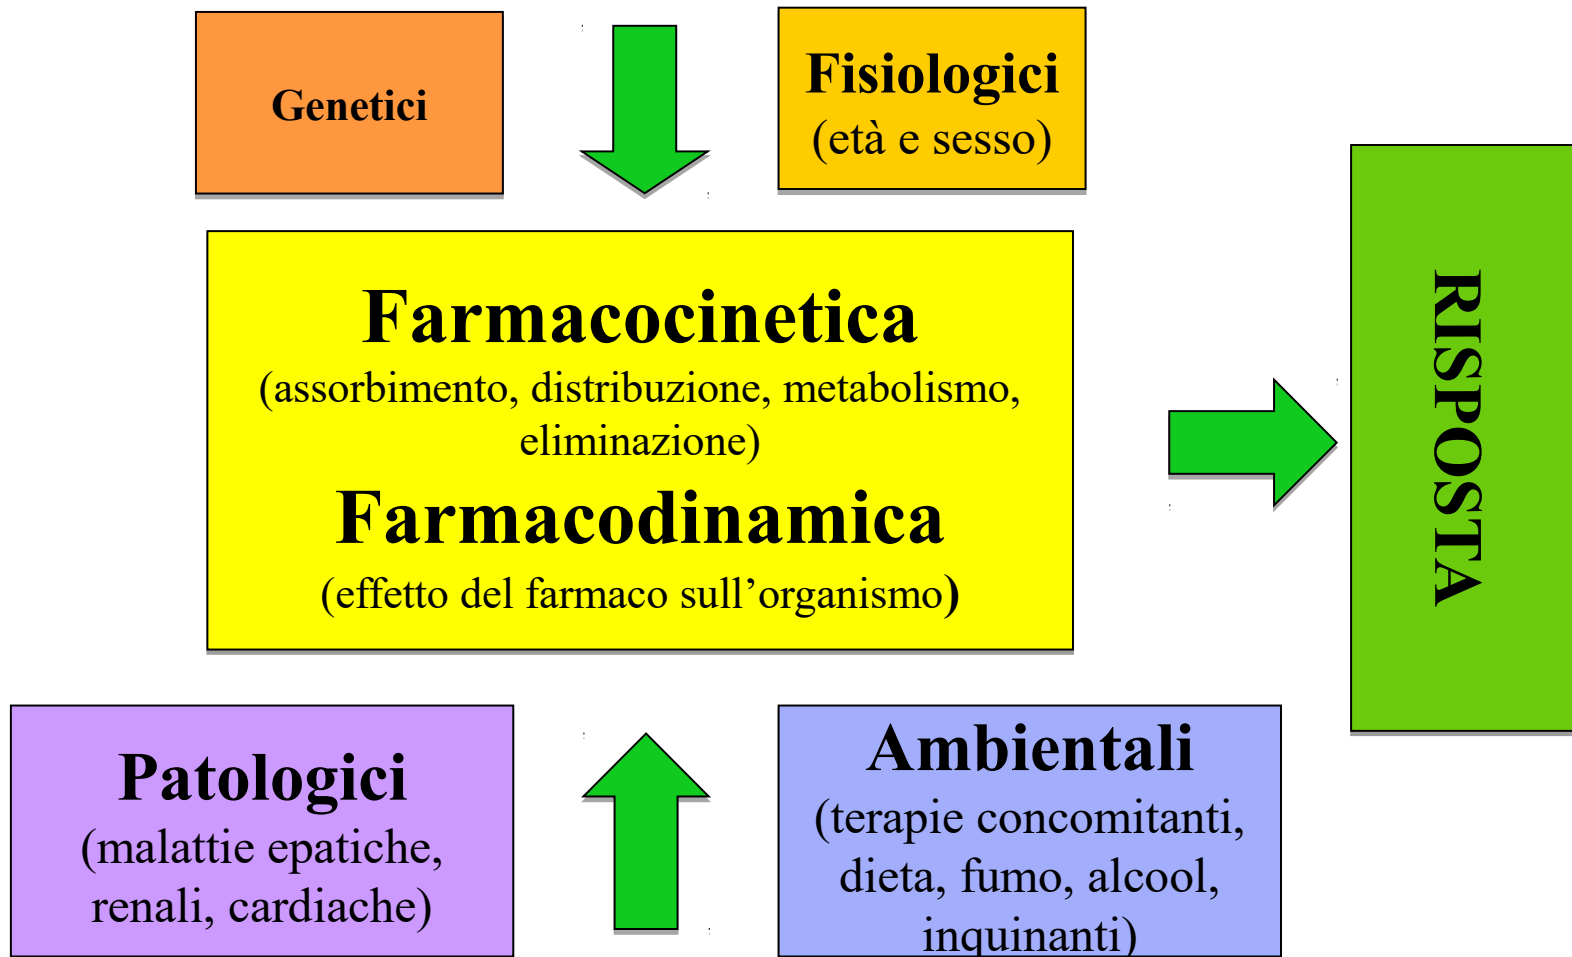 Genetici
Fisiologici
(età e sesso)
Farmacocinetica
(assorbimento, distribuzione, metabolismo,
eliminazione)
Farmacodinamica
(effetto del farmaco sull’organismo)
RISPOSTA
Patologici
(malattie epatiche,
renali, cardiache)
Ambientali
(terapie concomitanti,
dieta, fumo, alcool,
inquinanti)